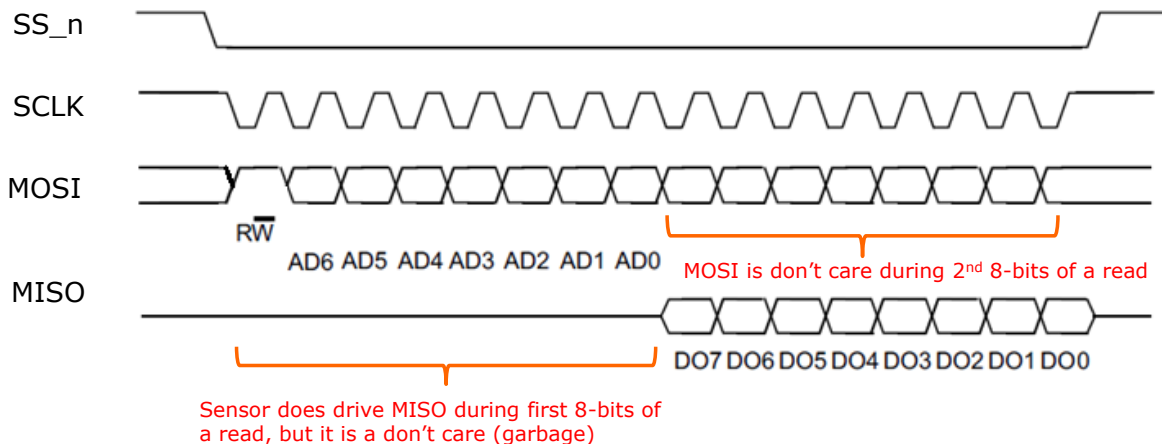 SS_n
SCLK
MOSI
RW̅
AD6 AD5 AD4 AD3 AD2 AD1 AD0
MOSI is don’t care during 2nd 8-bits of a read
MISO
DO7 DO6 DO5 DO4 DO3 DO2 DO1 DO0
Sensor does drive MISO during first 8-bits of
a read, but it is a don’t care (garbage)